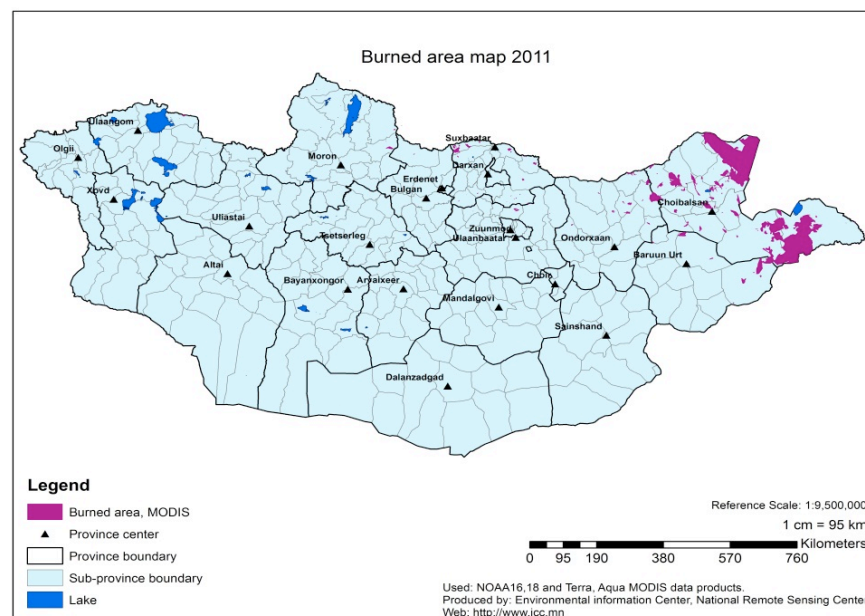 Burned area map 2011
Suxbaatar
Ulaangom
Olgii
Moron
Darxan
Erdenet
Bulgan
Xovd
Choibalsan
Uliastai
Zuunmod
Ulaanbaatar
Tsetserleg
Ondorxaan
Baruun Urt
Altai
Bayanxongor
Arvaixeer
Choir
Mandalgovi
Sainshand
Dalanzadgad
Legend
Burned area, MODIS
Province center
Province boundary
Sub-province boundary
Lake
Reference Scale: 1:9,500,000
1 cm = 95 km
Kilometers
0 95 190 380 570 760
Used: NOAA16,18 and Terra, Aqua MODIS data products.
Produced by: Environmental information Center, National Remote Sensing Center
Web: http://www.icc.mn